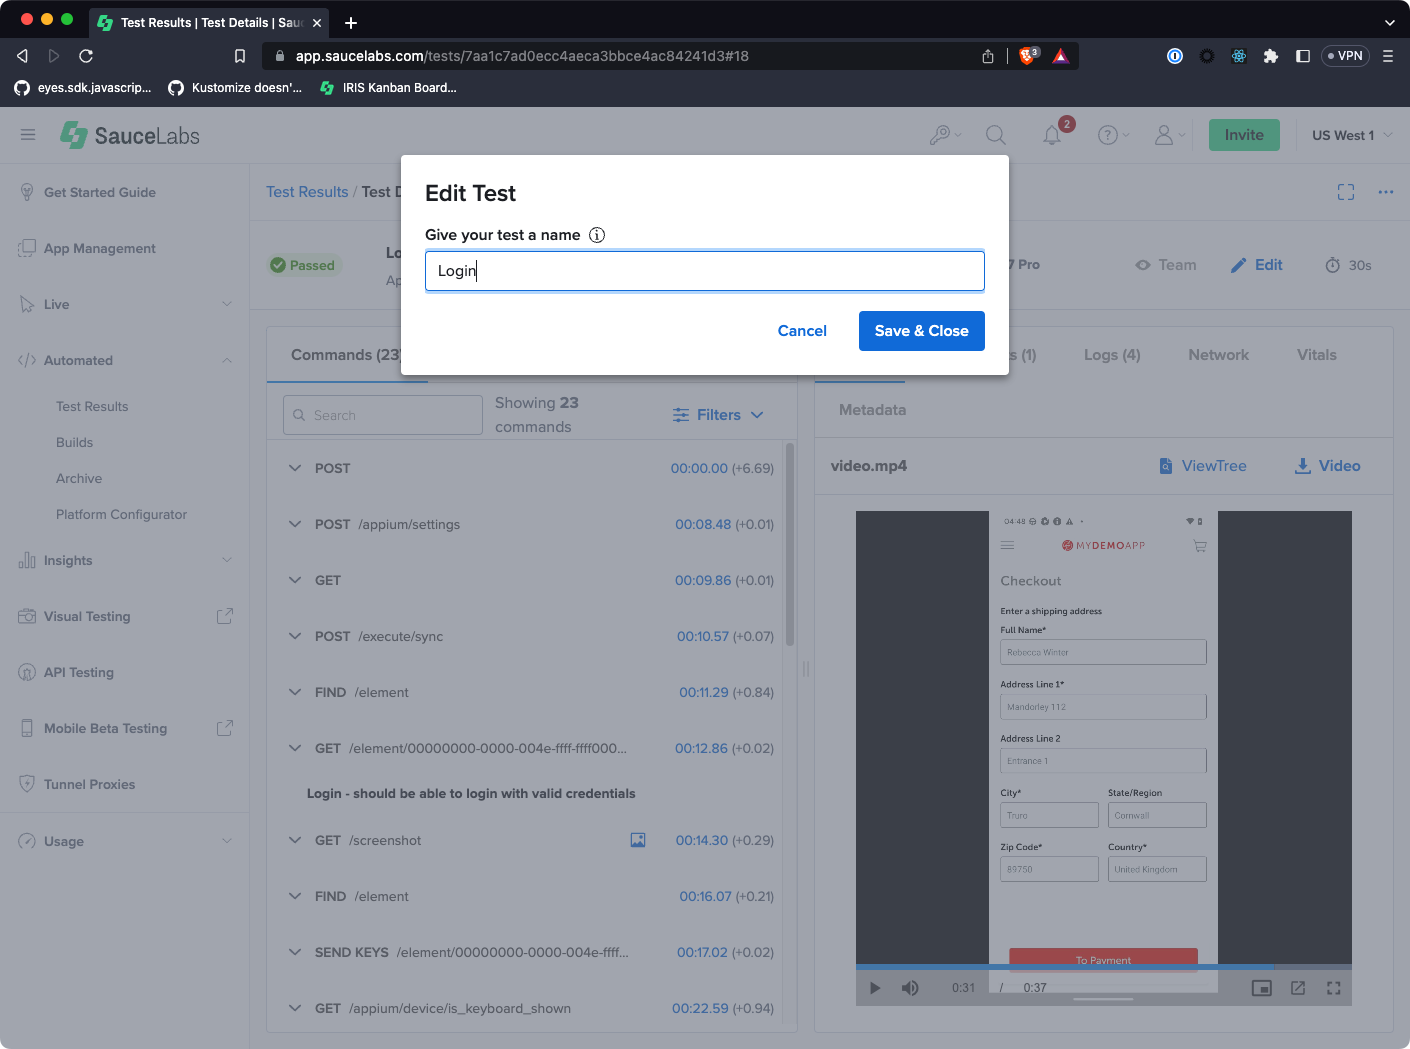 Test Results | Test Details | Sau
app.saucelabs.com/tests/7aa1c7ad0ecc4aeca3bbce4ac84241d3#18
3
VPN
eyes.sdk.javascrip...
Kustomize doesn'...
IRIS Kanban Board...
SauceLabs
2
Invite
US West 1
Get Started Guide
App Management
Live
Automated
Test Results
Builds
Archive
Platform Configurator
Insights
Visual Testing
API Testing
Mobile Beta Testing
Tunnel Proxies
Usage
Test Results / Test D
Passed
Lo
Ap
7 Pro
Team
Edit
30s
Edit Test
Give your test a name
Login
Cancel
Save & Close
Commands (23)
Search
Showing 23
commands
Filters
POST 00:00.00 (+6.69)
POST /appium/settings 00:08.48 (+0.01)
GET 00:09.86 (+0.01)
POST /execute/sync 00:10.57 (+0.07)
FIND /element 00:11.29 (+0.84)
GET /element/00000000-0000-004e-ffff-ffff000... 00:12.86 (+0.02)
Login - should be able to login with valid credentials
GET /screenshot 00:14.30 (+0.29)
FIND /element 00:16.07 (+0.21)
SEND KEYS /element/00000000-0000-004e-ffff... 00:17.02 (+0.02)
GET /appium/device/is_keyboard_shown 00:22.59 (+0.94)
s (1)
Logs (4)
Network
Vitals
Metadata
video.mp4
ViewTree
Video
04:48
MYDEMOAPP
Checkout
Enter a shipping address
Full Name*
Rebecca Winter
Address Line 1*
Mandorley 112
Address Line 2
Entrance 1
City* State/Region
Truro Cornwall
Zip Code* Country*
89750 United Kingdom
To Payment
0:31 / 0:37